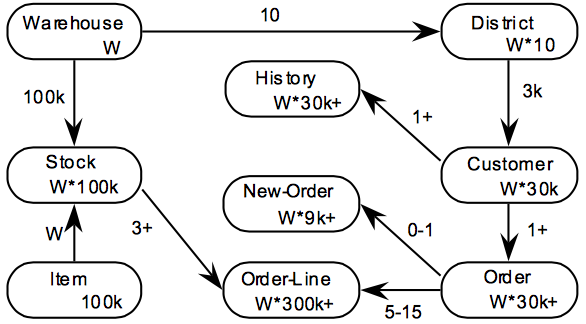 Warehouse
W
10
District
W*10
100k
History
W*30k+
3k
1+
Stock
W*100k
Customer
W*30k
New-Order
W*9k+
W
3+
0-1
1+
Item
100k
Order-Line
W*300k+
5-15
Order
W*30k+